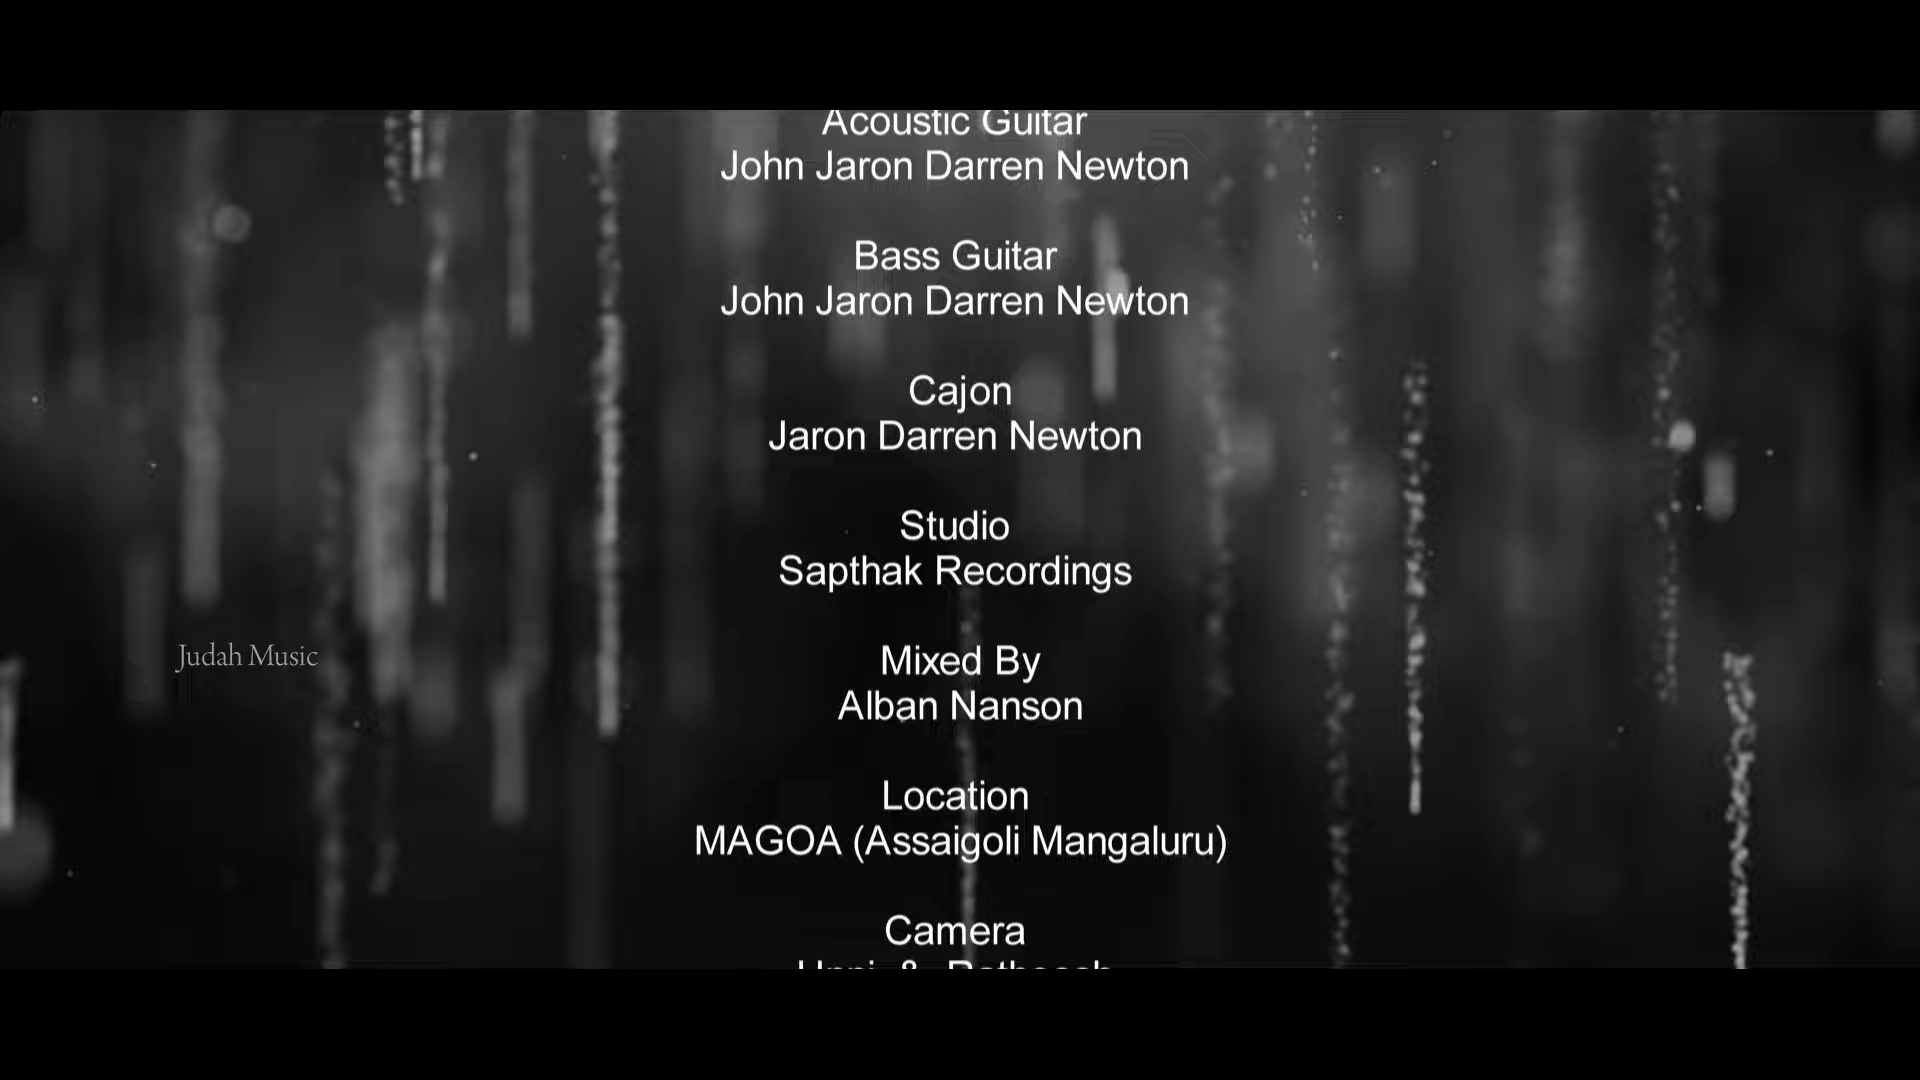 Acoustic Guitar
John Jaron Darren Newton
Bass Guitar
John Jaron Darren Newton
Cajon
Jaron Darren Newton
Studio
Sapthak Recordings
Judah Music
Mixed By
Alban Nanson
Location
MAGOA (Assaigoli Mangaluru)
Camera